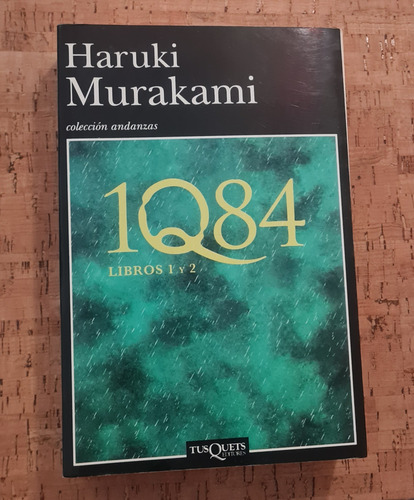 Haruki
Murakami
colección andanzas
1Q84
LIBROS 1 Y 2
TUSQUETS
EDITORES